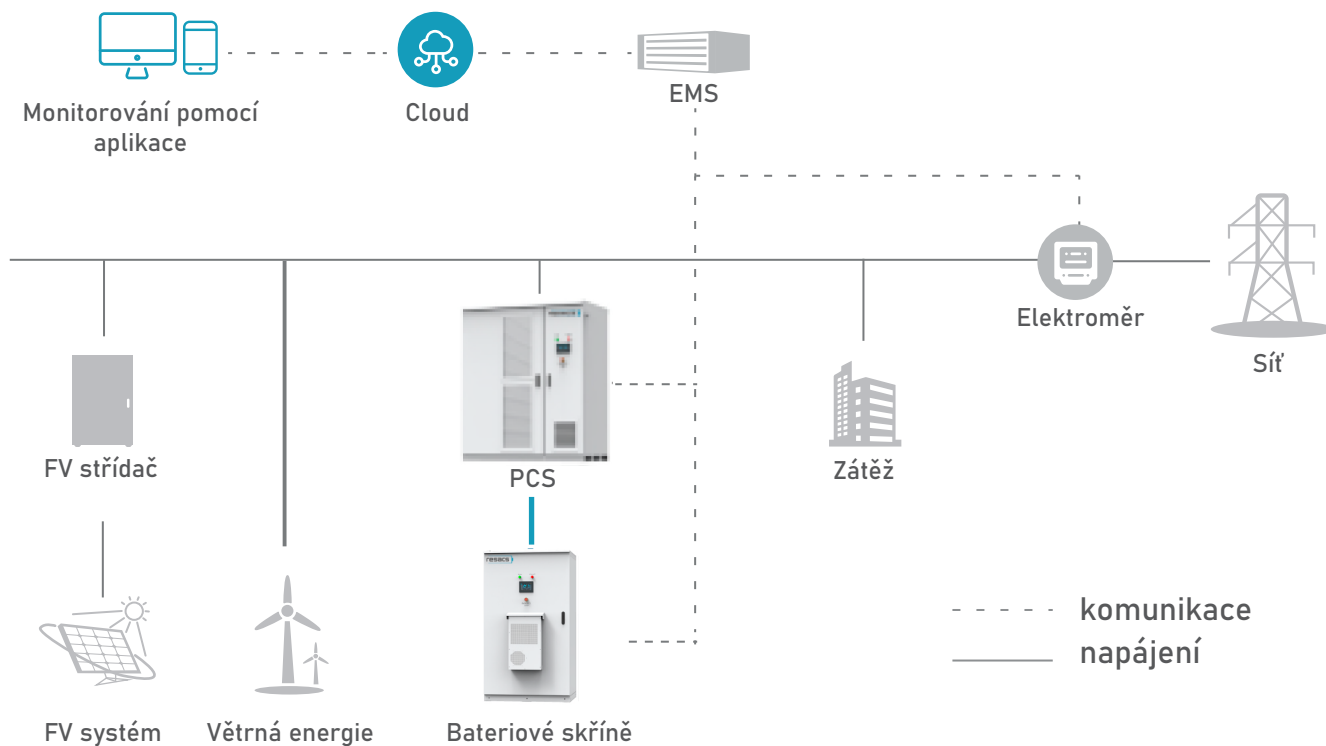 Monitorování pomocí
aplikace
Cloud
EMS
Elektroměr
Síť
FV střídač
PCS
Zátěž
resacs
komunikace
napájení
FV systém
Větrná energie
Bateriové skříně